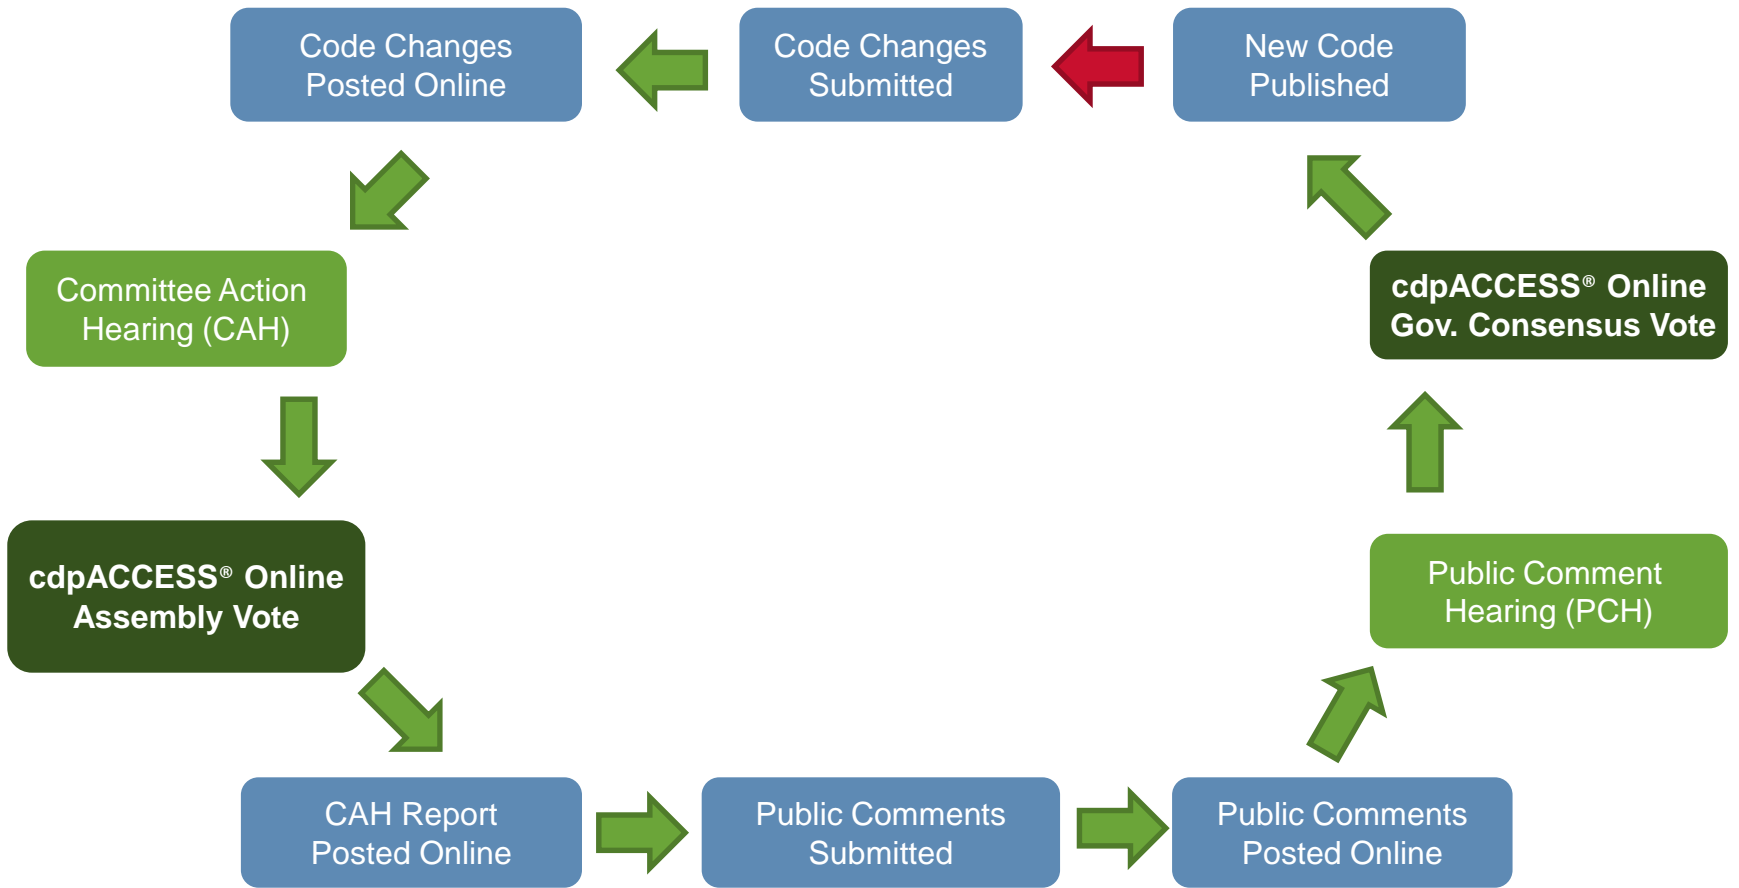 Code Changes
Posted Online
Code Changes
Submitted
New Code
Published
Committee Action
Hearing (CAH)
cdpACCESS® Online
Gov. Consensus Vote
cdpACCESS® Online
Assembly Vote
Public Comment
Hearing (PCH)
CAH Report
Posted Online
Public Comments
Submitted
Public Comments
Posted Online